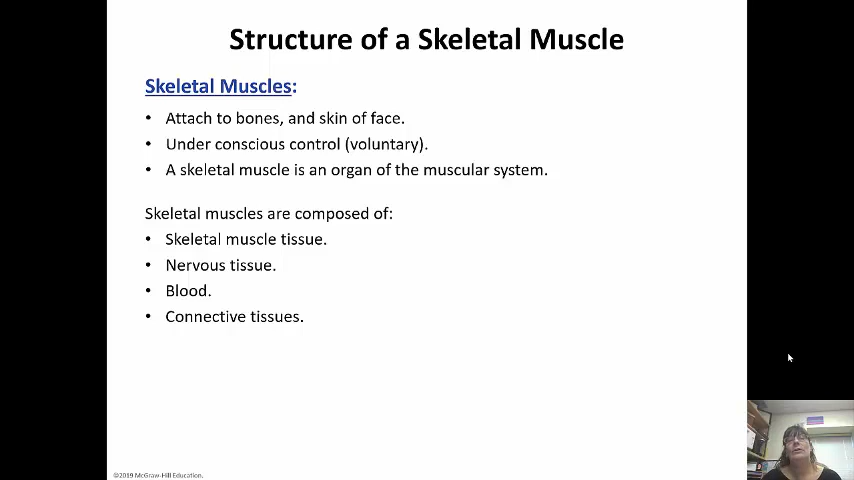 Structure of a Skeletal Muscle
Skeletal Muscles:
• Attach to bones, and skin of face.
• Under conscious control (voluntary).
• A skeletal muscle is an organ of the muscular system.
Skeletal muscles are composed of:
• Skeletal muscle tissue.
• Nervous tissue.
• Blood.
• Connective tissues.
©2019 McGraw-Hill Education.